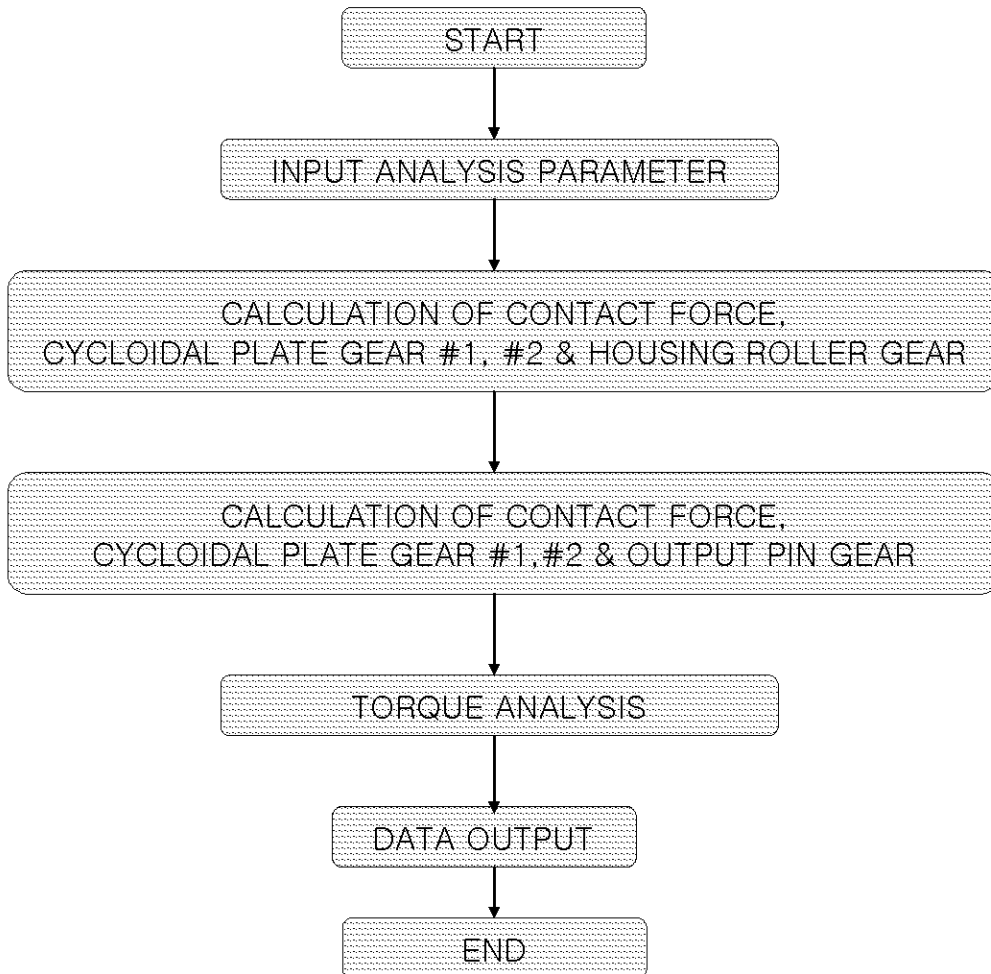 START
INPUT ANALYSIS PARAMETER
CALCULATION OF CONTACT FORCE,
CYCLOIDAL PLATE GEAR #1, #2 & HOUSING ROLLER GEAR
CALCULATION OF CONTACT FORCE,
CYCLOIDAL PLATE GEAR #1,#2 & OUTPUT PIN GEAR
TORQUE ANALYSIS
DATA OUTPUT
END